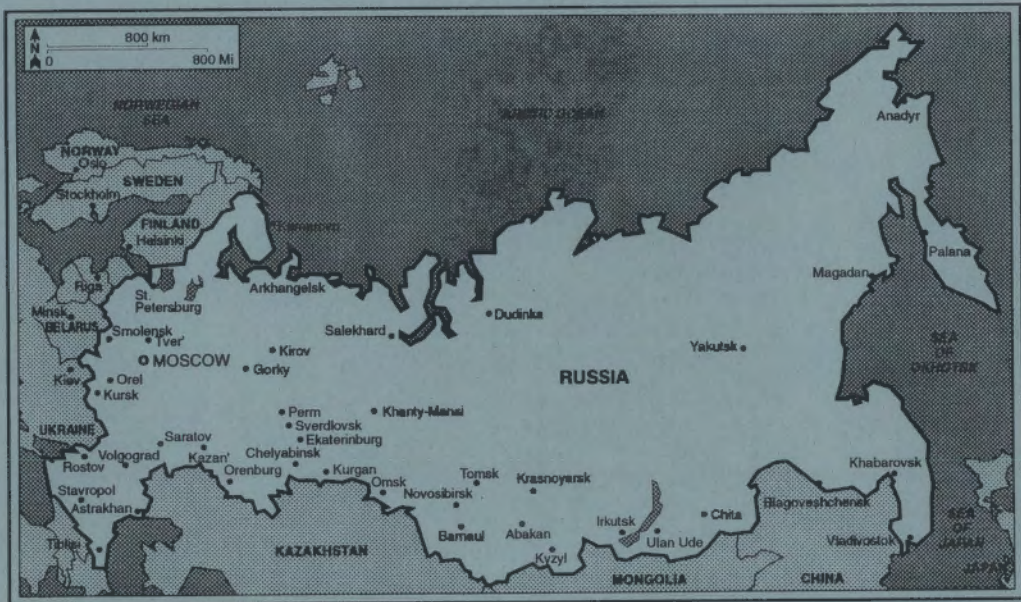 800 km
N
0 800 Mi
NORWEGIAN
SEA
ARCTIC OCEAN
Anadyr
NORWAY
Oslo
SWEDEN
Stockholm
FINLAND
Helsinki
Palana
Riga
Arkhangelsk
Magadan
St.
Petersburg
Minsk
BELARUS
Dudinka
Smolensk
Tver'
Salekhard
SEA
OF
OKHOTSK
MOSCOW
Kirov
Yakutsk
Kiev
Orel
Gorky
RUSSIA
Kursk
Perm
Khanty-Mansi
UKRAINE
Sverdlovsk
Ekaterinburg
Saratov
Volgograd
Kazan'
Chelyabinsk
Rostov
Orenburg
Kurgan
Tomsk
Krasnoyarsk
Khabarovsk
Omsk
Stavropol
Novosibirsk
Blagoveshchensk
Astrakhan
Chita
SEA
OF
JAPAN
Barnaul
Abakan
Irkutsk
Ulan Ude
Tiblisi
Vladivostok
KAZAKHSTAN
Kyzyl
JAPAN
MONGOLIA
CHINA